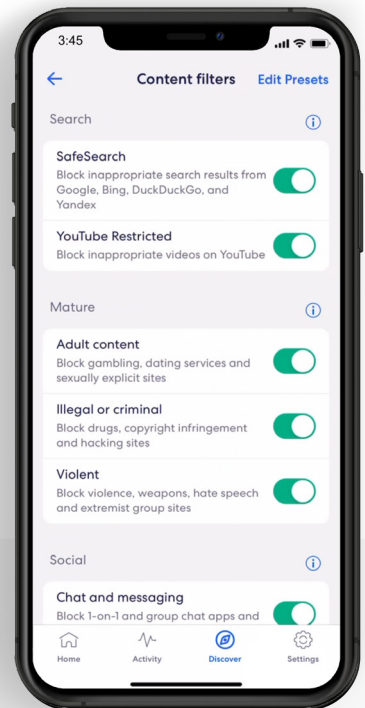 3:45
Content filters
Edit Presets
Search
SafeSearch
Block inappropriate search results from
Google, Bing, DuckDuckGo, and
Yandex
YouTube Restricted
Block inappropriate videos on YouTube
Mature
Adult content
Block gambling, dating services and
sexually explicit sites
Illegal or criminal
Block drugs, copyright infringement
and hacking sites
Violent
Block violence, weapons, hate speech
and extremist group sites
Social
Chat and messaging
Block 1-on-1 and group chat apps and
Home
Activity
Discover
Settings